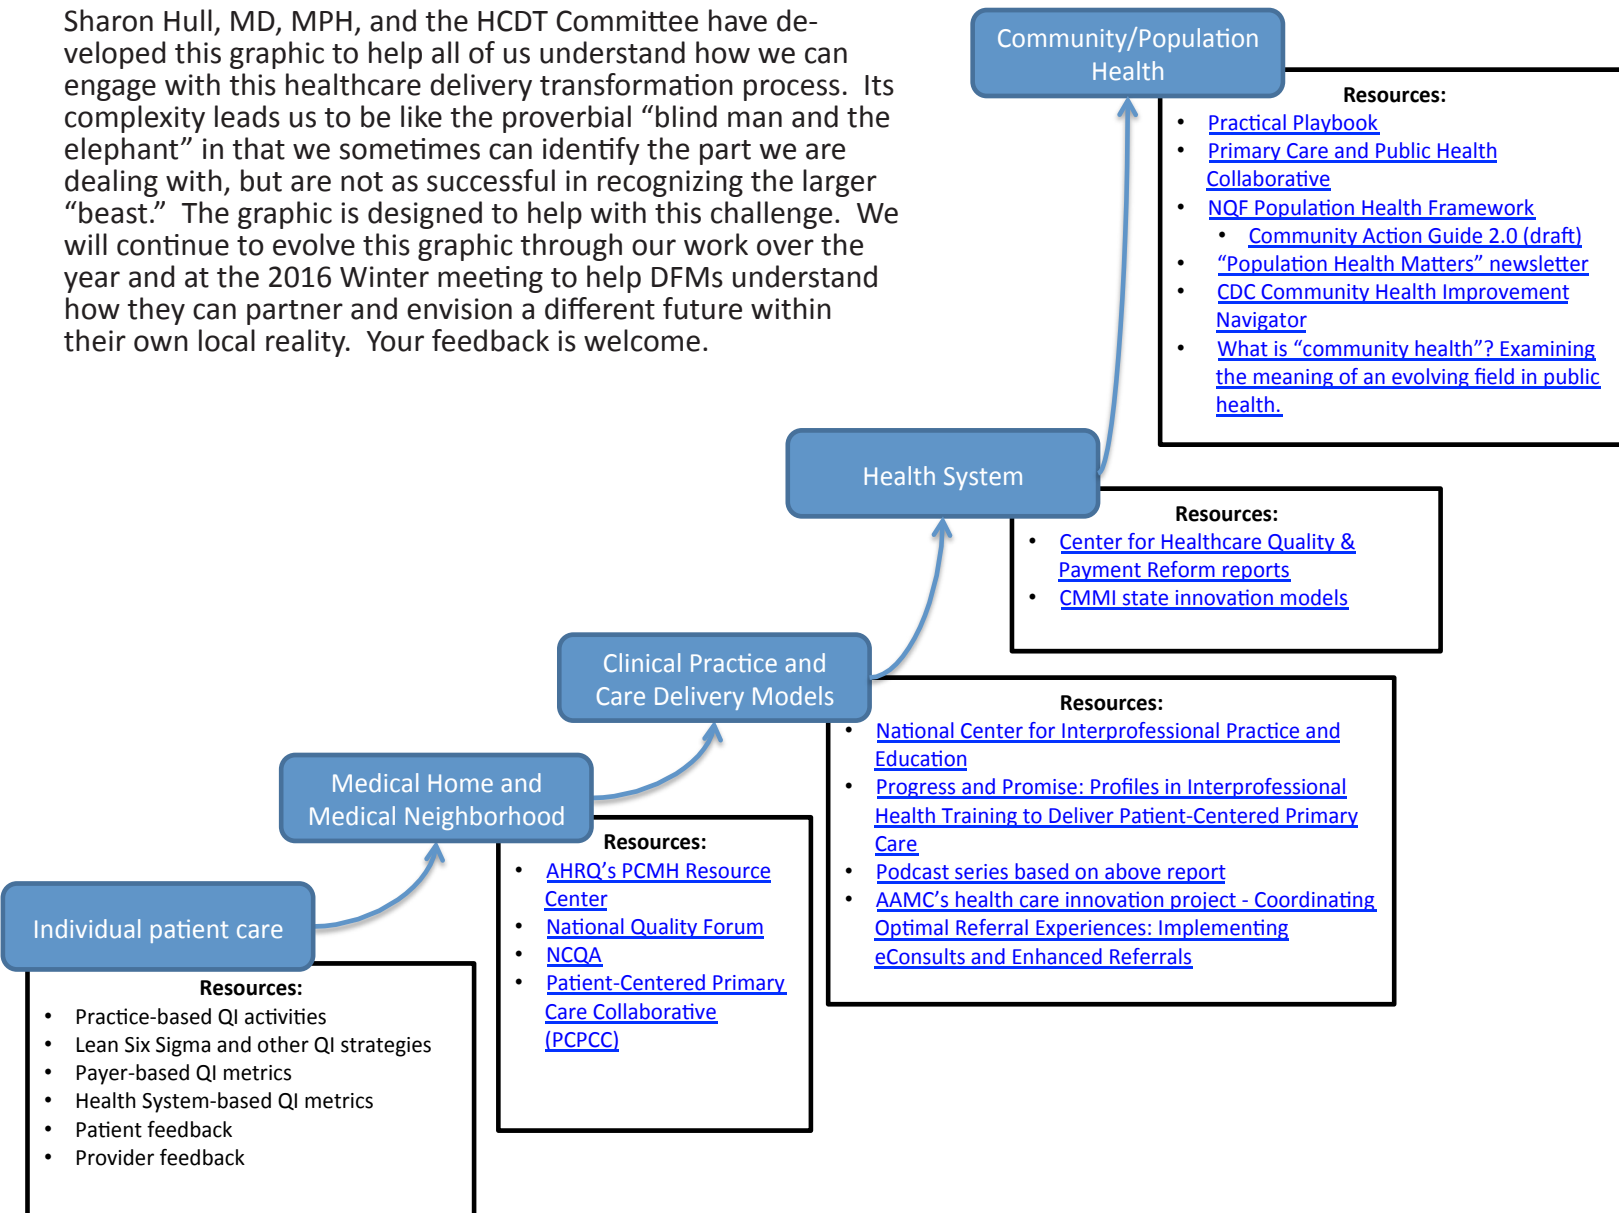 Sharon Hull, MD, MPH, and the HCDT Committee have de-
veloped this graphic to help all of us understand how we can
engage with this healthcare delivery transformation process.  Its
complexity leads us to be like the proverbial “blind man and the
elephant” in that we sometimes can identify the part we are
dealing with, but are not as successful in recognizing the larger
“beast.”  The graphic is designed to help with this challenge.  We
will continue to evolve this graphic through our work over the
year and at the 2016 Winter meeting to help DFMs understand
how they can partner and envision a different future within
their own local reality.  Your feedback is welcome.
Community/Population
Health
Resources:
• Practical Playbook
• Primary Care and Public Health
Collaborative
• NQF Population Health Framework
• Community Action Guide 2.0 (draft)
• “Population Health Matters” newsletter
• CDC Community Health Improvement
Navigator
• What is “community health”? Examining
the meaning of an evolving field in public
health.
Health System
Resources:
• Center for Healthcare Quality &
Payment Reform reports
• CMMI state innovation models
Clinical Practice and
Care Delivery Models
Resources:
• National Center for Interprofessional Practice and
Education
• Progress and Promise: Profiles in Interprofessional
Health Training to Deliver Patient-Centered Primary
Care
• Podcast series based on above report
• AAMC’s health care innovation project - Coordinating
Optimal Referral Experiences: Implementing
eConsults and Enhanced Referrals
Medical Home and
Medical Neighborhood
Resources:
• AHRQ’s PCMH Resource
Center
• National Quality Forum
• NCQA
• Patient-Centered Primary
Care Collaborative
(PCPCC)
Individual patient care
Resources:
• Practice-based QI activities
• Lean Six Sigma and other QI strategies
• Payer-based QI metrics
• Health System-based QI metrics
• Patient feedback
• Provider feedback